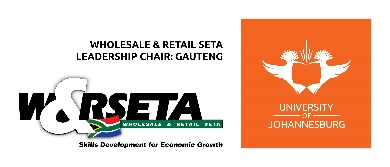 WHOLESALE & RETAIL SETA
LEADERSHIP CHAIR: GAUTENG
W&RSETA
WHOLESALE & RETAIL SETA
Skills Development for Economic Growth
UNIVERSITY
OF
JOHANNESBURG